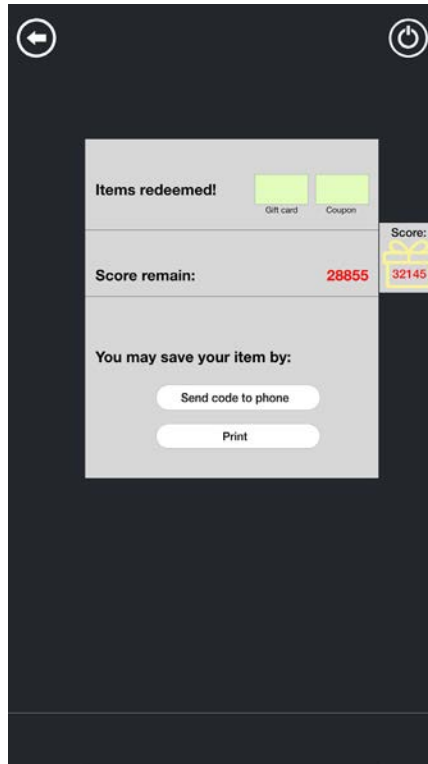 Items redeemed!
Gift card
Coupon
Score:
32145
Score remain:
28855
You may save your item by:
Send code to phone
Print